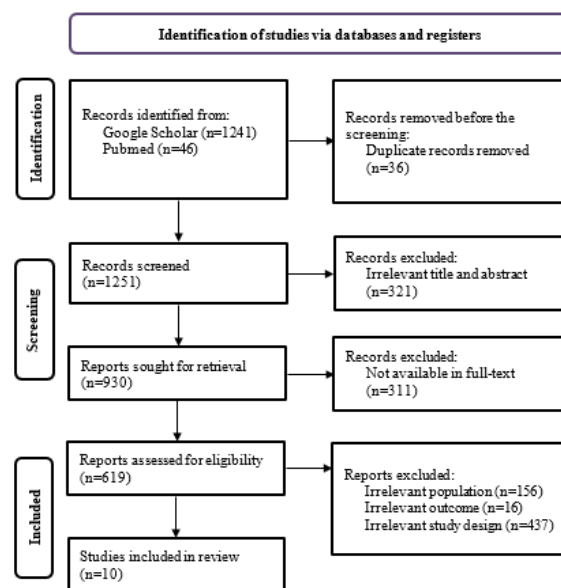 Identification of studies via databases and registers
Identification
Records identified from:
Google Scholar (n=1241)
Pubmed (n=46)
Records removed before the
screening:
Duplicate records removed
(n=36)
Screening
Records screened
(n=1251)
Records excluded:
Irrelevant title and abstract
(n=321)
Reports sought for retrieval
(n=930)
Records excluded:
Not available in full-text
(n=311)
Included
Reports assessed for eligibility
(n=619)
Reports excluded:
Irrelevant population (n=156)
Irrelevant outcome (n=16)
Irrelevant study design (n=437)
Studies included in review
(n=10)